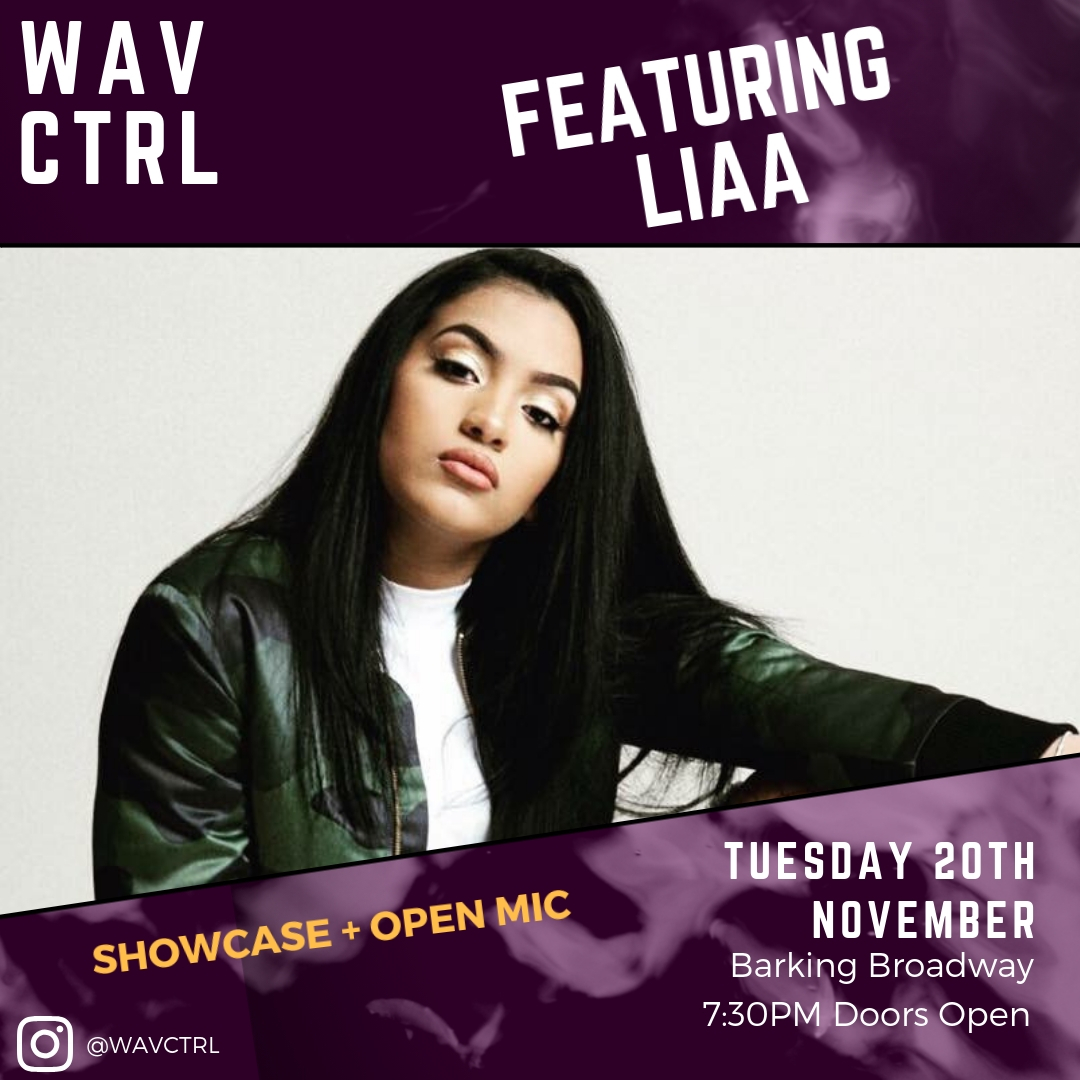 WAV
CTRL
FEATURING
LIAA
SHOWCASE + OPEN MIC
TUESDAY 20TH
NOVEMBER
Barking Broadway
7:30PM Doors Open
@WAVCTRL